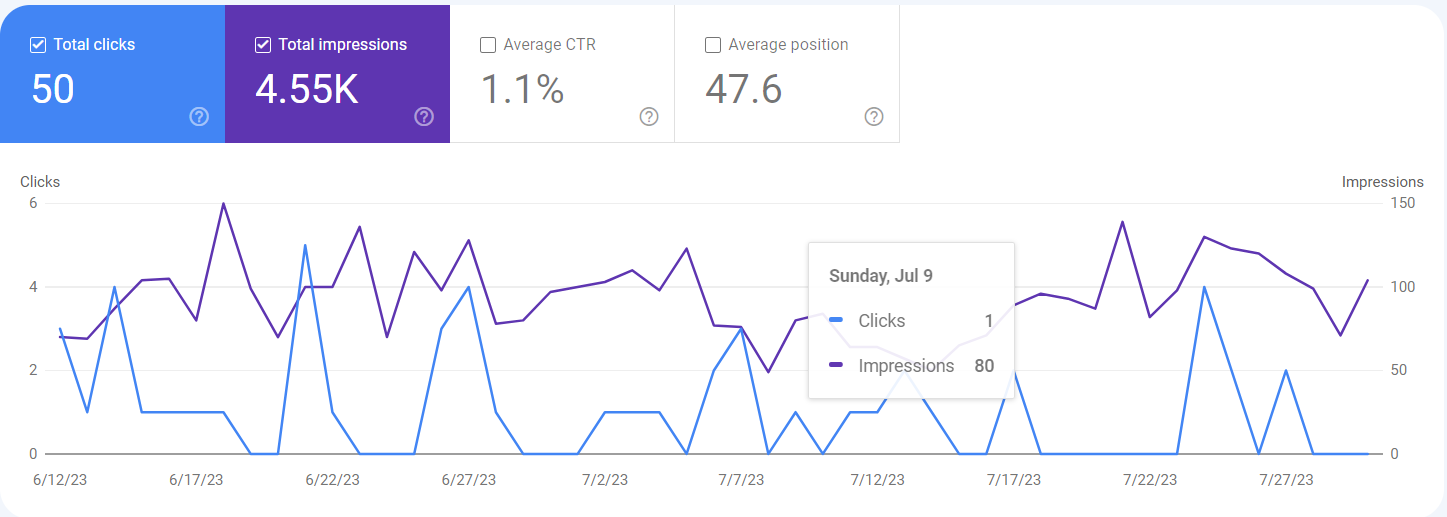 Total clicks
50
Total impressions
4.55K
Average CTR
1.1%
Average position
47.6
Clicks
Impressions
6
150
4
100
2
50
0
0
Sunday, Jul 9
Clicks 1
Impressions 80
6/12/23 6/17/23 6/22/23 6/27/23 7/2/23 7/7/23 7/12/23 7/17/23 7/22/23 7/27/23